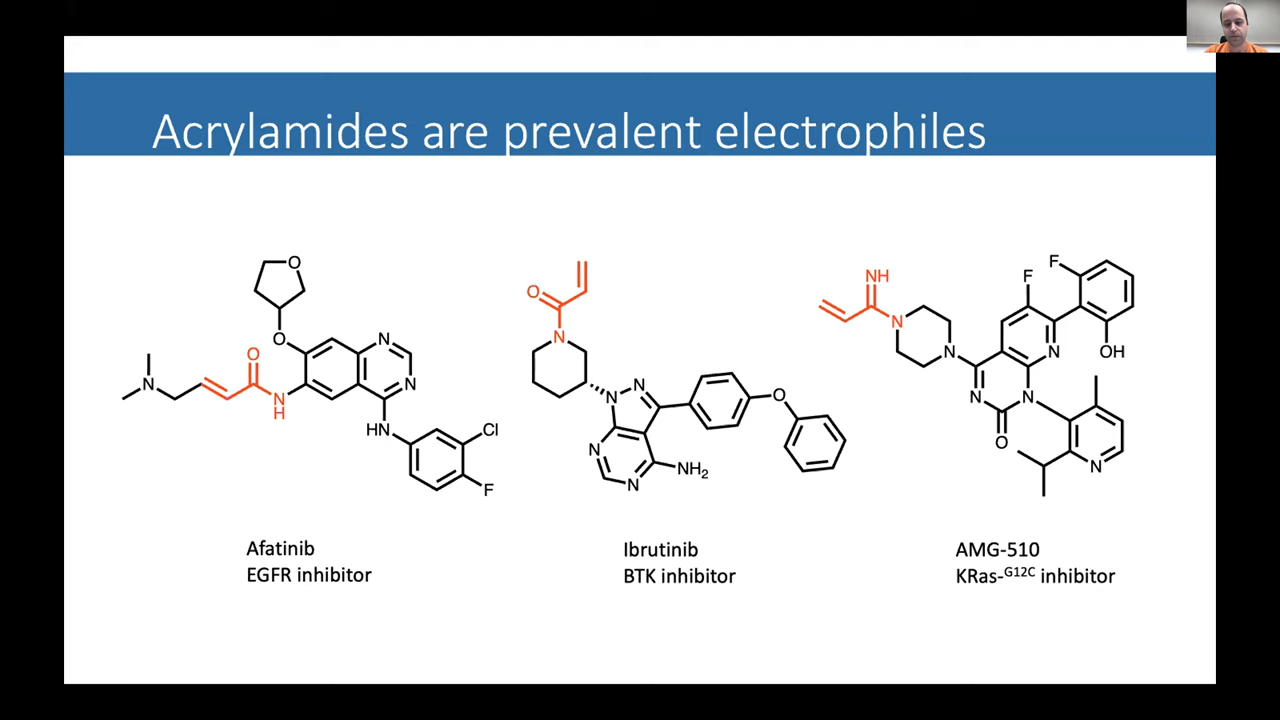 Acrylamides are prevalent electrophiles
O
O
N
O
N
H
N
N
HN
Cl
F
O
N
N
N
N
N
NH2
O
NH
N
N
F
F
OH
N
N
N
O
N
Afatinib
EGFR inhibitor
Ibrutinib
BTK inhibitor
AMG-510
KRas-G12C inhibitor